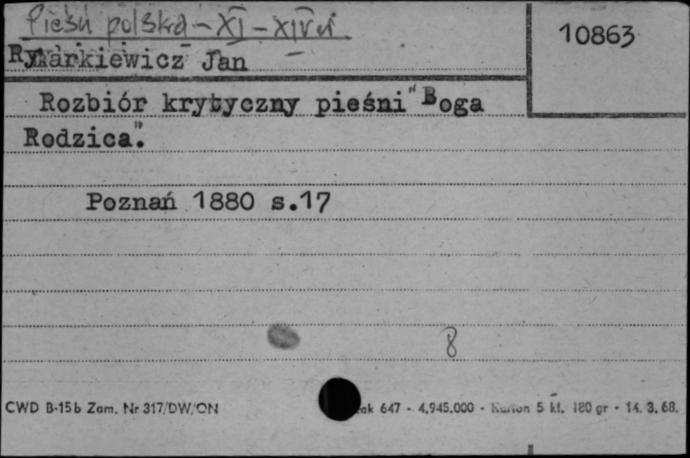 Pieśń polska - XI - XIV w.
10863
Rymarkiewicz Jan
Rozbiór krytyczny pieśni "Boga
Rodzica".
Poznań 1880 s.17
8
CWD B-15b Zam. Nr 317/DW/ON 647 - 4.945.000 - Karton 5 kl. 180 gr - 14. 3. 68.